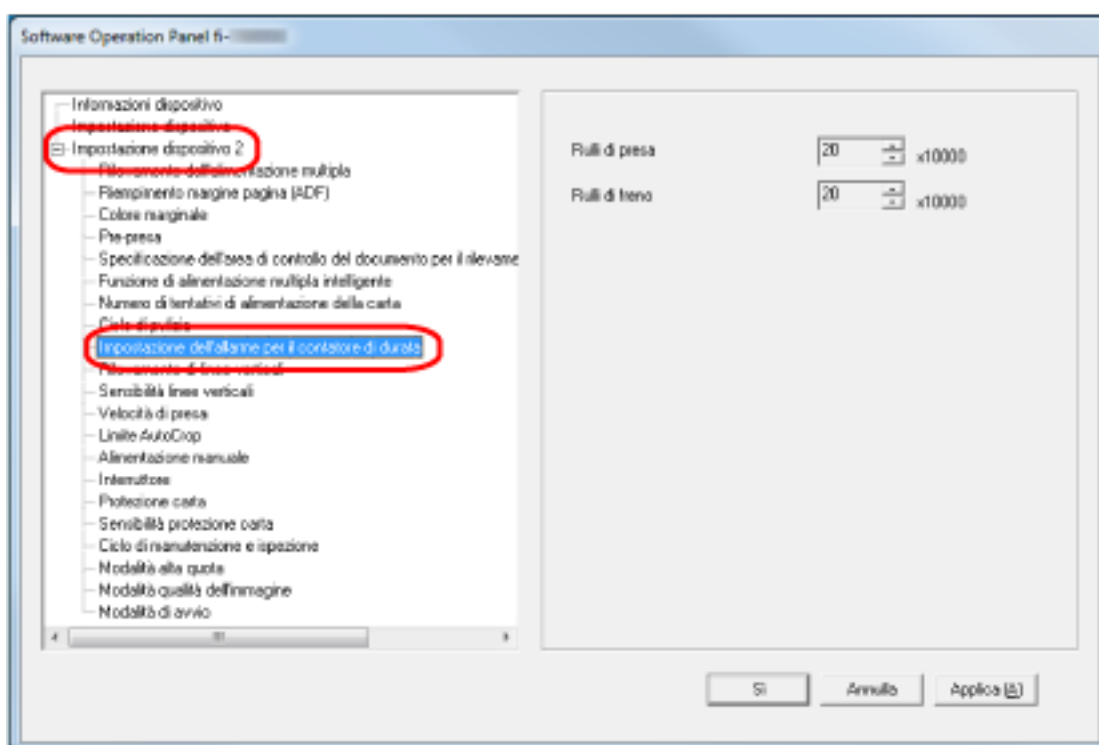 Software Operation Panel fi-
Informazioni dispositivo
Impostazione dispositivo
Impostazione dispositivo 2
Rilevamento dell'alimentazione multipla
Riempimento margine pagina (ADF)
Colore marginale
Pre-presa
Specificazione dell'area di controllo del documento per il rilevame
Funzione di alimentazione multipla intelligente
Numero di tentativi di alimentazione della carta
Ciclo di pulizia
Impostazione dell'allarme per il contatore di durata
Rilevamento di linee verticali
Sensibilità linee verticali
Velocità di presa
Limite AutoCrop
Alimentazione manuale
Interruttore
Protezione carta
Sensibilità protezione carta
Ciclo di manutenzione e ispezione
Modalità alta quota
Modalità qualità dell'immagine
Modalità di avvio
Rulli di presa 20 x10000
Rulli di freno 20 x10000
Sì Annulla Applica (A)